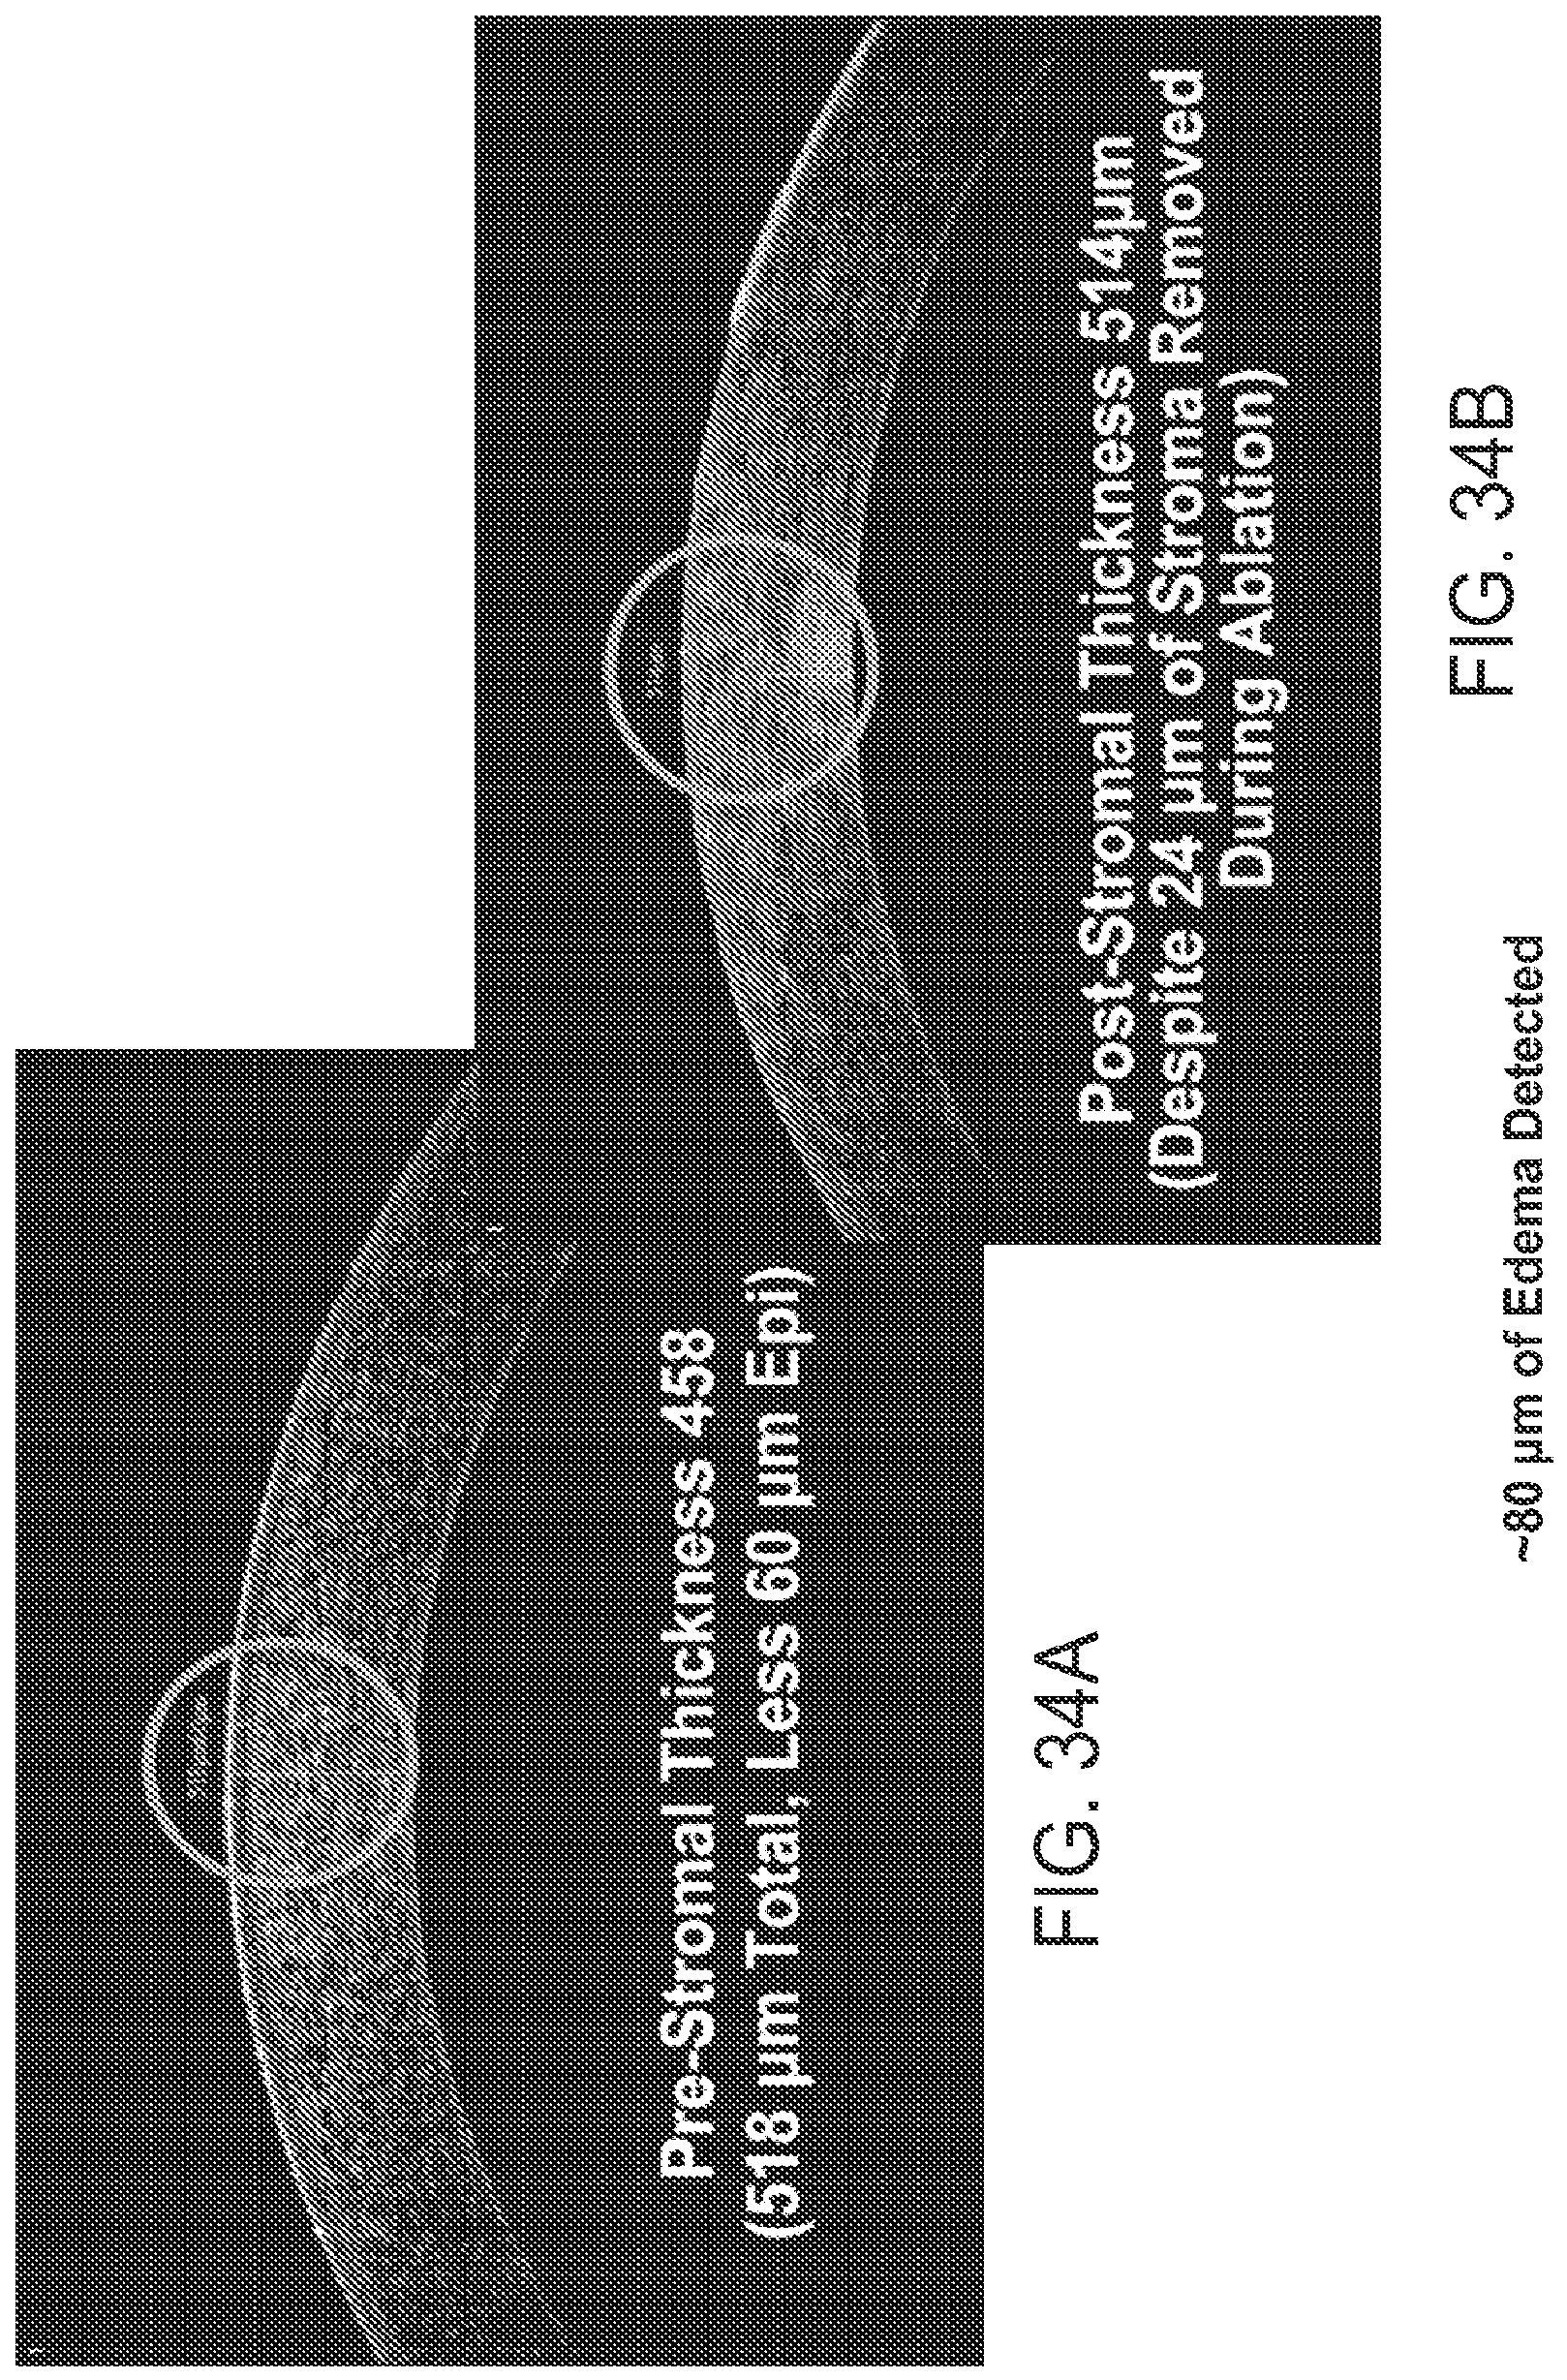 Pre-Stromal Thickness 458
(518 µm Total, Less 60 µm Epi)
FIG. 34A
Post-Stromal Thickness 514µm
(Despite 24 µm of Stroma Removed
During Ablation)
FIG. 34B
~80 µm of Edema Detected